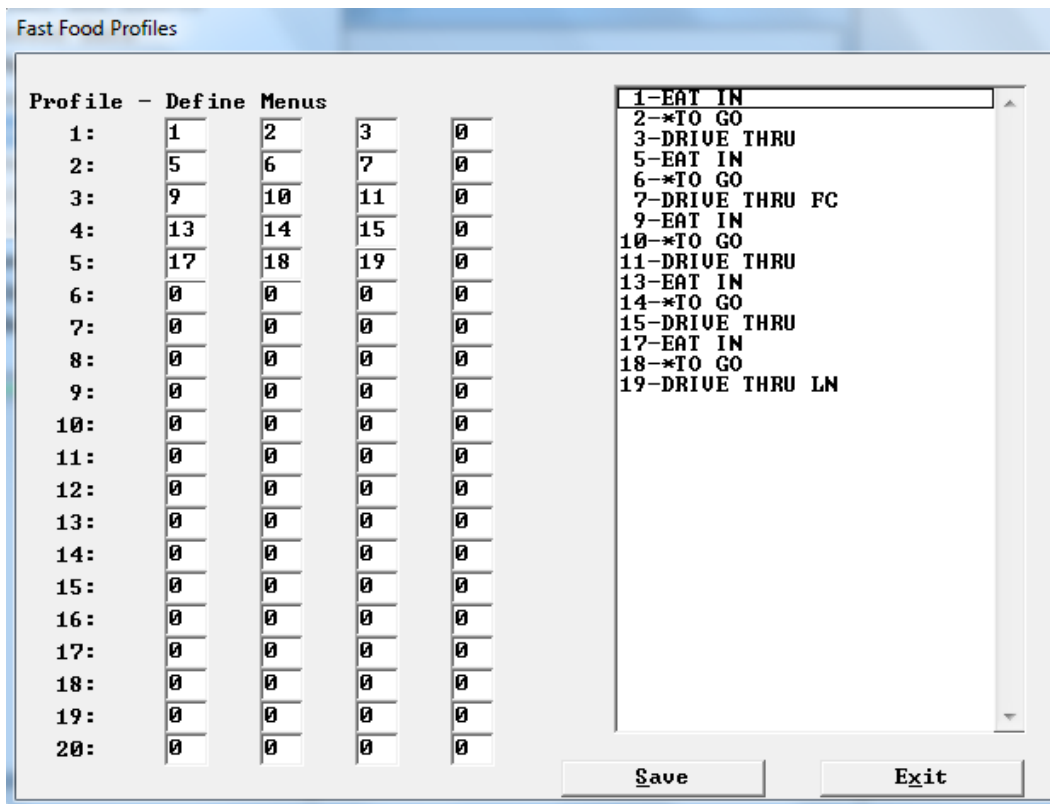 Fast Food Profiles
Profile - Define Menus
1: 1 2 3 0
2: 5 6 7 0
3: 9 10 11 0
4: 13 14 15 0
5: 17 18 19 0
6: 0 0 0 0
7: 0 0 0 0
8: 0 0 0 0
9: 0 0 0 0
10: 0 0 0 0
11: 0 0 0 0
12: 0 0 0 0
13: 0 0 0 0
14: 0 0 0 0
15: 0 0 0 0
16: 0 0 0 0
17: 0 0 0 0
18: 0 0 0 0
19: 0 0 0 0
20: 0 0 0 0
1-EAT IN
2-*TO GO
3-DRIVE THRU
5-EAT IN
6-*TO GO
7-DRIVE THRU FC
9-EAT IN
10-*TO GO
11-DRIVE THRU
13-EAT IN
14-*TO GO
15-DRIVE THRU
17-EAT IN
18-*TO GO
19-DRIVE THRU LN
Save
Exit